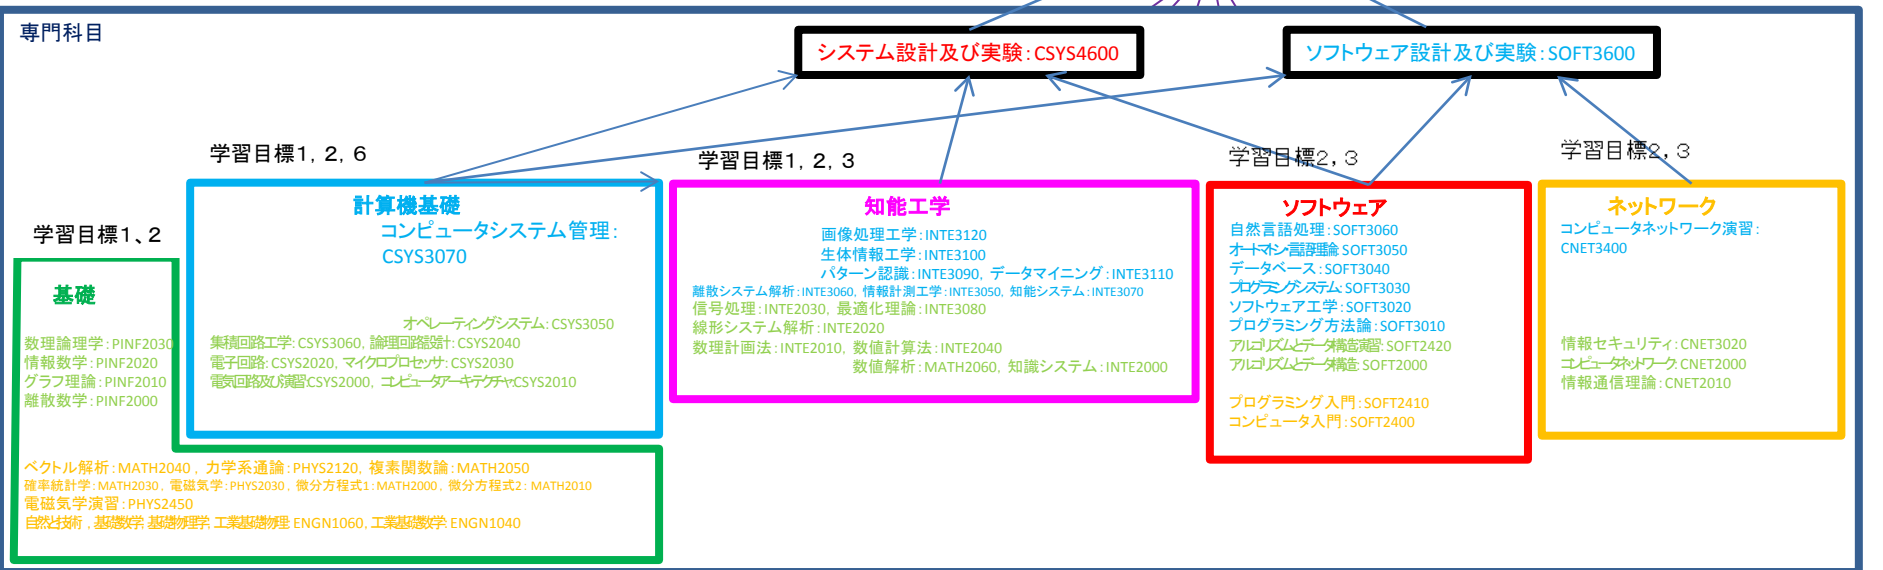 専門科目
システム設計及び実験：CSYS4600
ソフトウェア設計及び実験：SOFT3600
学習目標1, 2, 6
学習目標1, 2, 3
学習目標2, 3
学習目標2, 3
学習目標1、2
基礎
数理論理学：PINF2030
情報数学：PINF2020
グラフ理論：PINF2010
離散数学：PINF2000
ベクトル解析：MATH2040，力学系通論：PHYS2120，複素関数論：MATH2050
確率統計学：MATH2030，電磁気学：PHYS2030，微分方程式1：MATH2000，微分方程式2：MATH2010
電磁気学演習：PHYS2450
自然と技術，基礎数学，基礎物理学，工業基礎物理：ENGN1060，工業基礎数学：ENGN1040
計算機基礎
コンピュータシステム管理：
CSYS3070
オペレーティングシステム：CSYS3050
集積回路工学：CSYS3060，論理回路設計：CSYS2040
電子回路：CSYS2020，マイクロプロセッサ：CSYS2030
電気回路及び演習：CSYS2000，コンピュータアーキテクチャ：CSYS2010
知能工学
画像処理工学：INTE3120
生体情報工学：INTE3100
パターン認識：INTE3090，データマイニング：INTE3110
離散システム解析：INTE3060，情報計測工学：INTE3050，知能システム：INTE3070
信号処理：INTE2030，最適化理論：INTE3080
線形システム解析：INTE2020
数理計画法：INTE2010，数値計算法：INTE2040
数値解析：MATH2060，知識システム：INTE2000
ソフトウェア
自然言語処理：SOFT3060
オートマトン・言語理論：SOFT3050
データベース：SOFT3040
プログラミングシステム：SOFT3030
ソフトウェア工学：SOFT3020
プログラミング方法論：SOFT3010
アルゴリズムとデータ構造演習：SOFT2420
アルゴリズムとデータ構造：SOFT2000
プログラミング入門：SOFT2410
コンピュータ入門：SOFT2400
ネットワーク
コンピュータネットワーク演習：
CNET3400
情報セキュリティ：CNET3020
コンピュータネットワーク：CNET2000
情報通信理論：CNET2010